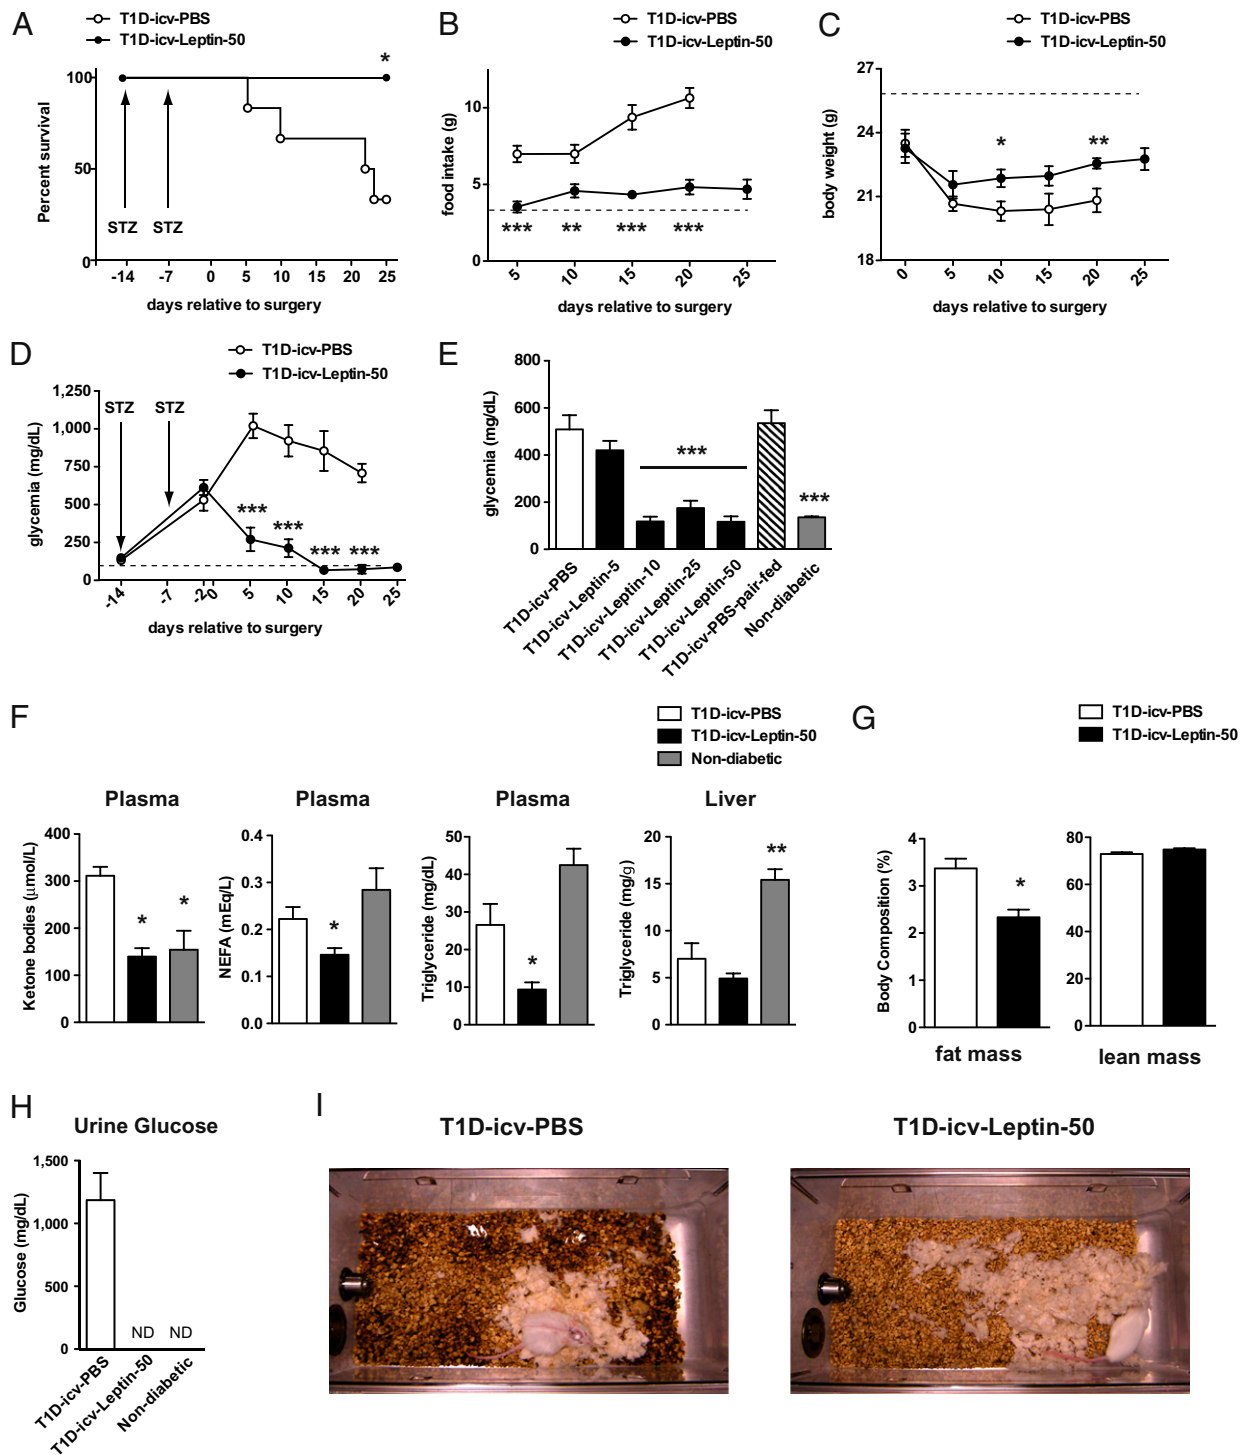 A
T1D-icv-PBS
T1D-icv-Leptin-50
Percent survival
100
50
0
*
STZ STZ
-14 -7 0 5 10 15 20 25
days relative to surgery
B
T1D-icv-PBS
T1D-icv-Leptin-50
food intake (g)
10
5
0
*** ** *** ***
5 10 15 20 25
days relative to surgery
C
T1D-icv-PBS
T1D-icv-Leptin-50
body weight (g)
27
24
21
18
* **
0 5 10 15 20 25
days relative to surgery
D
T1D-icv-PBS
T1D-icv-Leptin-50
glycemia (mg/dL)
1,250
1,000
750
500
250
0
STZ STZ
*** *** *** ***
-14 -7 -2 0 5 10 15 20 25
days relative to surgery
E
glycemia (mg/dL)
800
600
400
200
0
*** ***
T1D-icv-PBS
T1D-icv-Leptin-5
T1D-icv-Leptin-10
T1D-icv-Leptin-25
T1D-icv-Leptin-50
T1D-icv-PBS-pair-fed
Non-diabetic
F
T1D-icv-PBS
T1D-icv-Leptin-50
Non-diabetic
Plasma
Ketone bodies (μmol/L)
400
300
200
100
0
* *
Plasma
NEFA (mEq/L)
0.4
0.3
0.2
0.1
0.0
*
Plasma
Triglyceride (mg/dL)
50
40
30
20
10
0
*
Liver
Triglyceride (mg/g)
20
15
10
5
0
**
G
T1D-icv-PBS
T1D-icv-Leptin-50
Body Composition (%)
4
3
2
1
0
*
fat mass
80
60
40
20
0
lean mass
H
Urine Glucose
Glucose (mg/dL)
1,500
1,000
500
0
ND ND
T1D-icv-PBS
T1D-icv-Leptin-50
Non-diabetic
I
T1D-icv-PBS
T1D-icv-Leptin-50